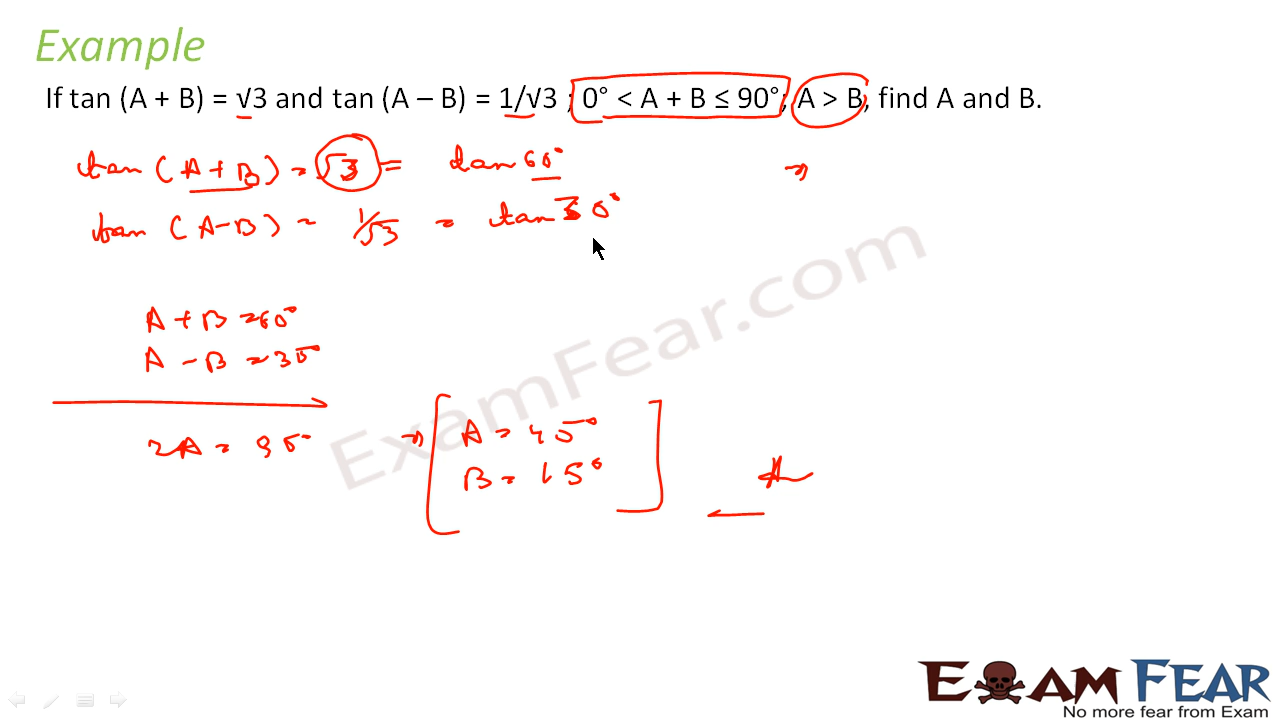 Example
If tan (A + B) = √3 and tan (A – B) = 1/√3 ; 0° < A + B ≤ 90°; A > B, find A and B.
tan (A+B) = √3 = tan 60° ⇒
tan (A-B) = 1/√3 = tan 30°
A + B = 60°
A - B = 30°
2A = 90° ⇒ A = 45°
B = 15°
ExamFear.com
EXAM FEAR
No more fear from Exam